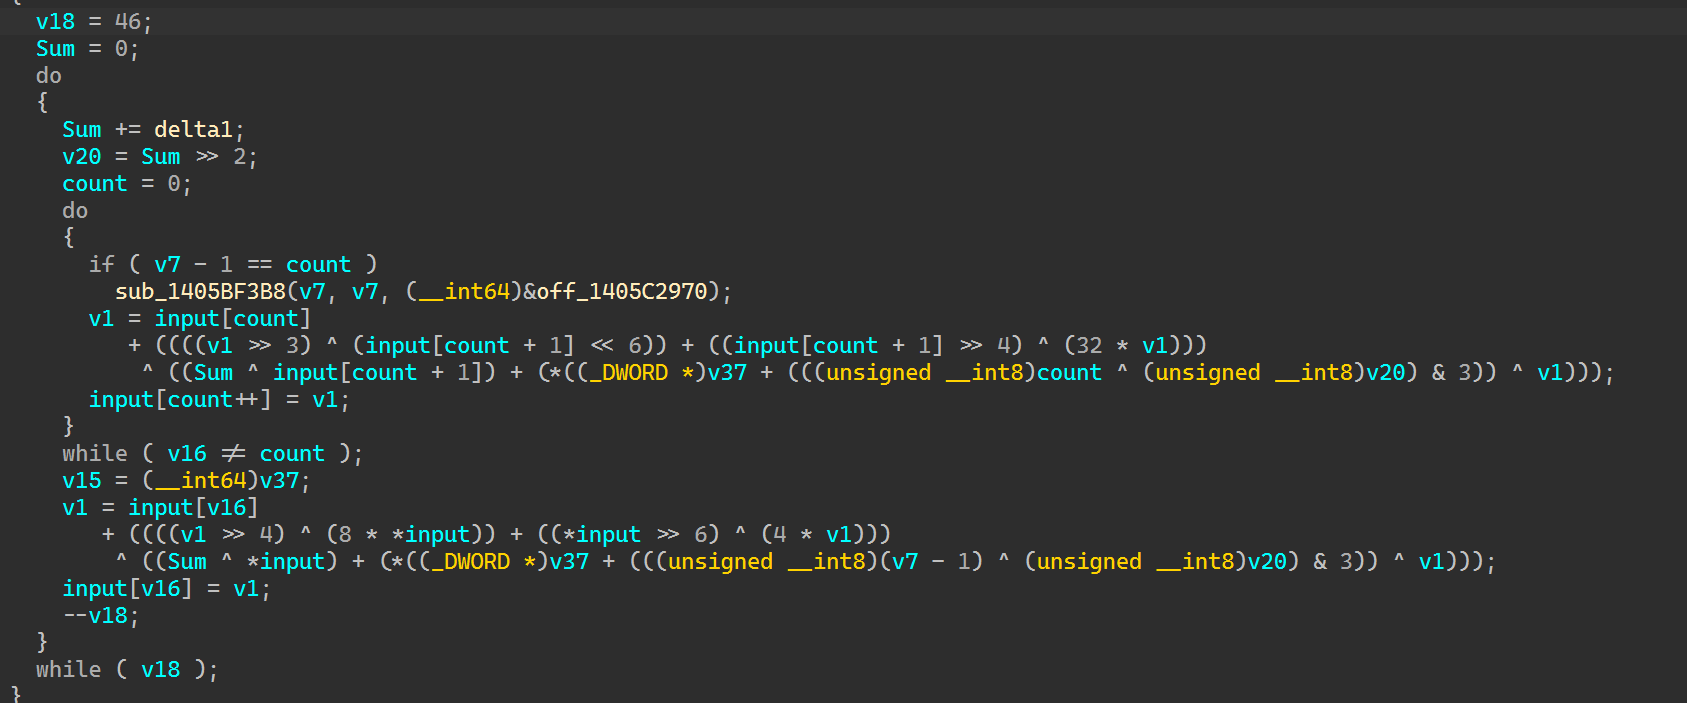 {
v18 = 46;
Sum = 0;
do
{
Sum += delta1;
v20 = Sum >> 2;
count = 0;
do
{
if ( v7 - 1 == count )
sub_1405BF3B8(v7, v7, (__int64)&off_1405C2970);
v1 = input[count]
+ ((((v1 >> 3) ^ (input[count + 1] << 6)) + ((input[count + 1] >> 4) ^ (32 * v1)))
^ ((Sum ^ input[count + 1]) + (*((_DWORD *)v37 + (((unsigned __int8)count ^ (unsigned __int8)v20) & 3)) ^ v1)));
input[count++] = v1;
}
while ( v16 != count );
v15 = (__int64)v37;
v1 = input[v16]
+ ((((v1 >> 4) ^ (8 * *input)) + ((*input >> 6) ^ (4 * v1)))
^ ((Sum ^ *input) + (*((_DWORD *)v37 + (((unsigned __int8)(v7 - 1) ^ (unsigned __int8)v20) & 3)) ^ v1)));
input[v16] = v1;
--v18;
}
while ( v18 );
}